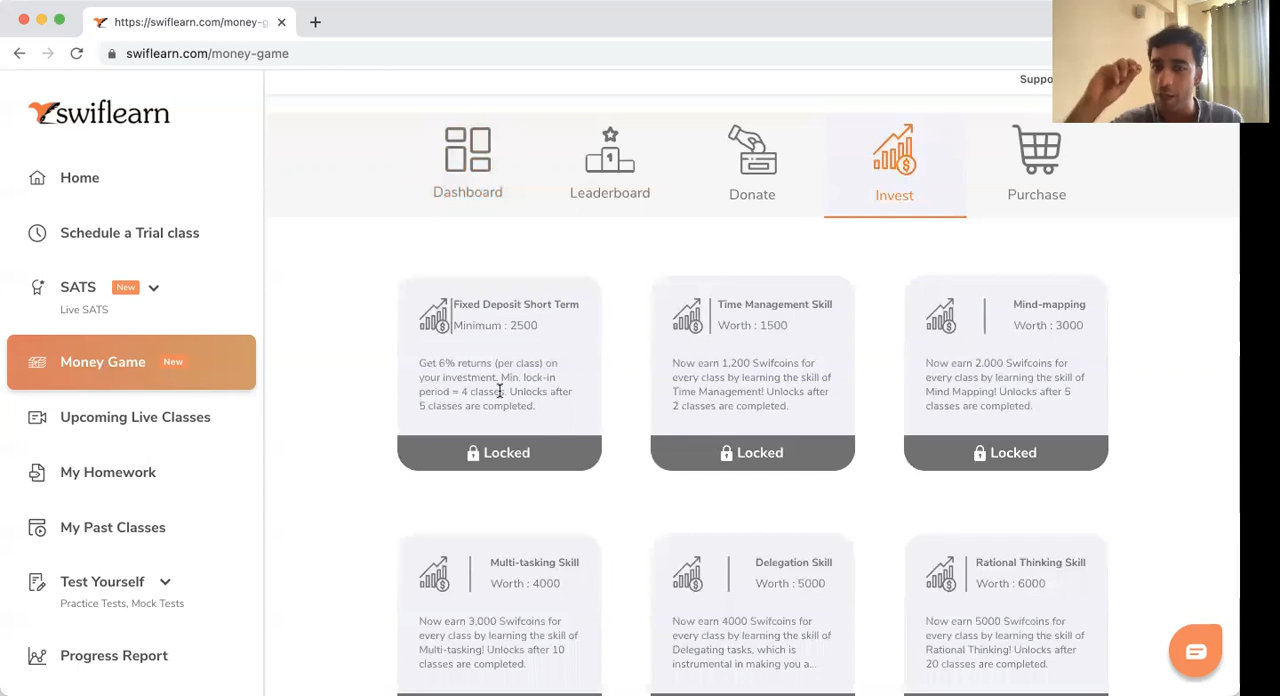 https://swiflearn.com/money-g
swiflearn.com/money-game
swiflearn
Suppo
Home
Schedule a Trial class
SATS New
Live SATS
Money Game New
Upcoming Live Classes
My Homework
My Past Classes
Test Yourself
Practice Tests, Mock Tests
Progress Report
Dashboard
Leaderboard
1
Donate
Invest
Purchase
Fixed Deposit Short Term
Minimum : 2500
Get 6% returns (per class) on
your investment. Min. lock-in
period = 4 classes. Unlocks after
5 classes are completed.
Locked
Time Management Skill
Worth : 1500
Now earn 1,200 Swifcoins for
every class by learning the skill of
Time Management! Unlocks after
2 classes are completed.
Locked
Mind-mapping
Worth : 3000
Now earn 2.000 Swifcoins for
every class by learning the skill of
Mind Mapping! Unlocks after 5
classes are completed.
Locked
Multi-tasking Skill
Worth : 4000
Now earn 3,000 Swifcoins for
every class by learning the skill of
Multi-tasking! Unlocks after 10
classes are completed.
Delegation Skill
Worth : 5000
Now earn 4000 Swifcoins for
every class by learning the skill of
Delegating tasks, which is
instrumental in making you a...
Rational Thinking Skill
Worth : 6000
Now earn 5000 Swifcoins for
every class by learning the skill of
Rational Thinking! Unlocks after
20 classes are completed.